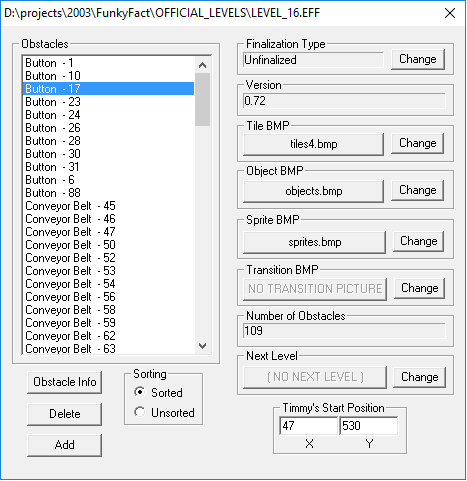 D:\projects\2003\FunkyFact\OFFICIAL_LEVELS\LEVEL_16.EFF
Obstacles
Button - 1
Button - 10
Button - 17
Button - 23
Button - 24
Button - 26
Button - 28
Button - 30
Button - 31
Button - 6
Button - 88
Conveyor Belt - 45
Conveyor Belt - 46
Conveyor Belt - 47
Conveyor Belt - 50
Conveyor Belt - 52
Conveyor Belt - 53
Conveyor Belt - 54
Conveyor Belt - 56
Conveyor Belt - 58
Conveyor Belt - 59
Conveyor Belt - 62
Conveyor Belt - 63
Obstacle Info
Delete
Add
Sorting
Sorted
Unsorted
Finalization Type
Unfinalized Change
Version
0.72
Tile BMP
tiles4.bmp Change
Object BMP
objects.bmp Change
Sprite BMP
sprites.bmp Change
Transition BMP
NO TRANSITION PICTURE Change
Number of Obstacles
109
Next Level
( NO NEXT LEVEL ) Change
Timmy's Start Position
47 530
X Y